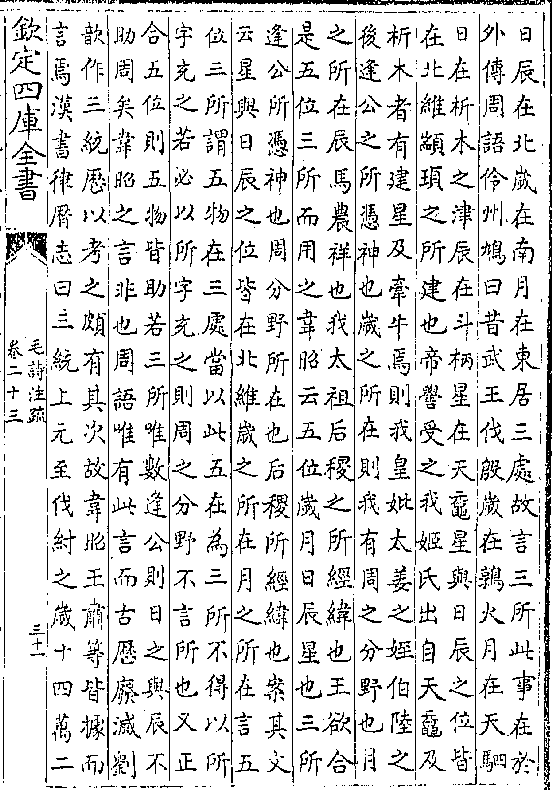 日辰在北歲在南月在東居三處故言三所此事在於
外傳周語伶州鳩曰昔武王伐殷歲在鶉火月在天駟
日在析木之津辰在斗柄星在天黿星與日辰之位皆
在北維顓頊之所建也帝嚳受之我姬氏出自天黿及
析木者有建星及牽牛焉則我皇妣太姜之姪伯陵之
後逢公之所憑神也歲之所在則我有周之分野也月
之所在辰馬農祥也我太祖后稷之所經緯也王欲合
是五位三所而用之韋昭云五位歲月日辰星也三所
逢公所憑神也周分野所在也后稷所經緯也案其文
云星與日辰之位皆在北維歲之所在月之所在言五
位三所謂五物在三處當以此五在為三所不得以所
字充之若必以所字充之則周之分野不言所也又正
合五位則五物皆助若三所唯數逢公則日之與辰不
助周矣韋昭之言非也周語唯有此言而古歷廢滅劉
歆作三統歷以考之頗有其次故韋昭王肅等皆據而
言焉漢書律曆志曰三統上元至伐紂之歲十四萬二
欽定四庫全書
毛詩注疏
卷二十三
三十一